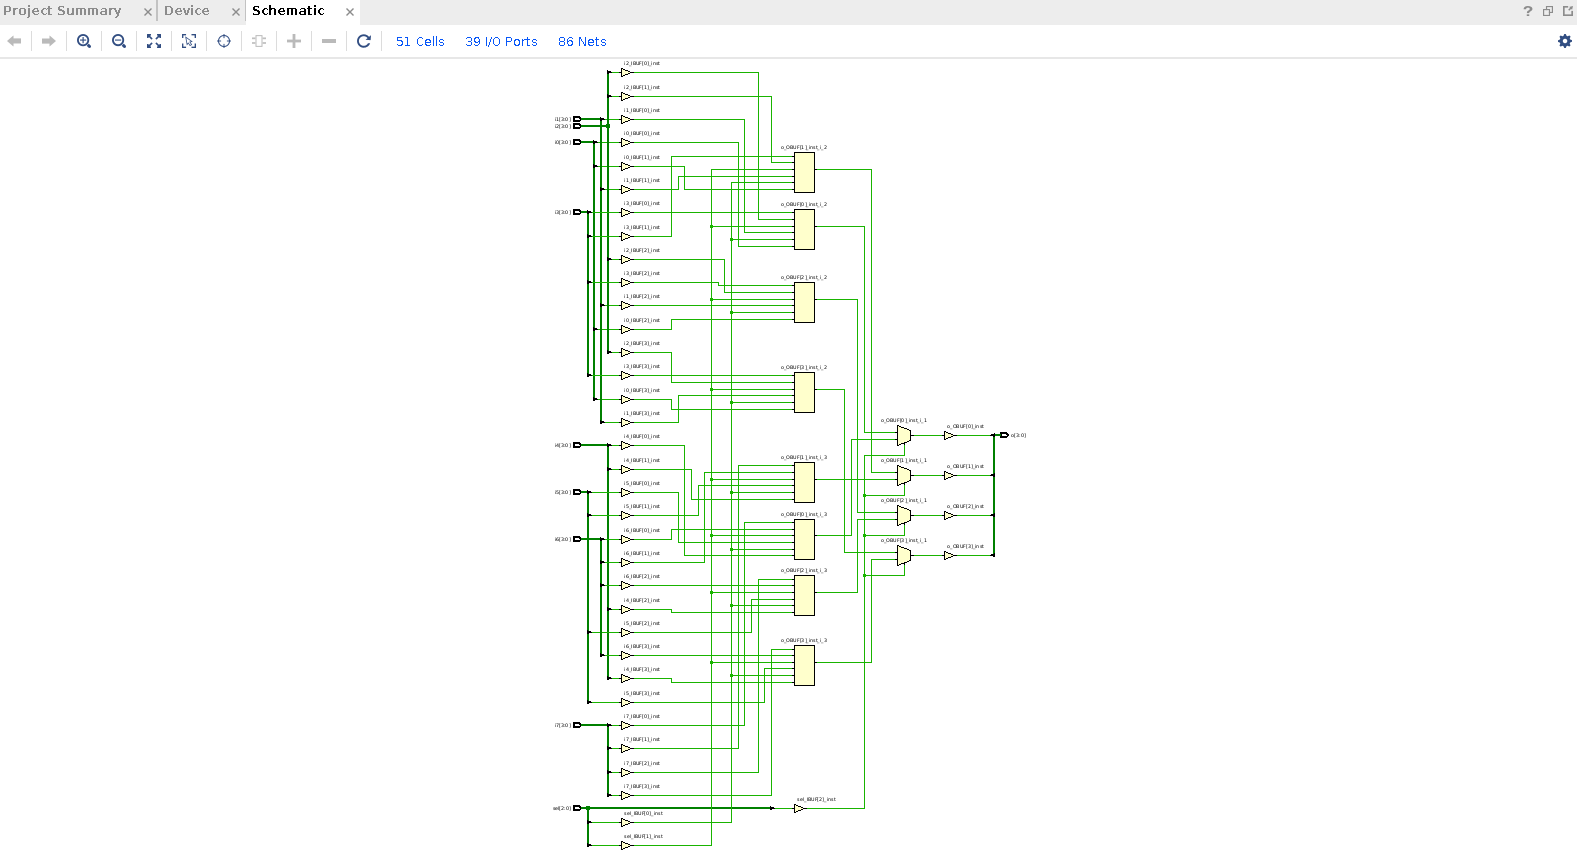 Project Summary
Device
Schematic
51 Cells
39 I/O Ports
86 Nets
i2_IBUF[0]_inst
i2_IBUF[1]_inst
i1_IBUF[0]_inst
i1[3:0]
i2[3:0]
i0_IBUF[0]_inst
i0[3:0]
o_OBUF[1]_inst_i_2
i0_IBUF[1]_inst
i1_IBUF[1]_inst
i3_IBUF[0]_inst
o_OBUF[0]_inst_i_2
i3[3:0]
i3_IBUF[1]_inst
i2_IBUF[2]_inst
i3_IBUF[2]_inst
o_OBUF[2]_inst_i_2
i1_IBUF[2]_inst
i0_IBUF[2]_inst
i2_IBUF[3]_inst
i3_IBUF[3]_inst
o_OBUF[3]_inst_i_2
i0_IBUF[3]_inst
i1_IBUF[3]_inst
o_OBUF[0]_inst_i_1
o_OBUF[0]_inst
o[3:0]
i4_IBUF[0]_inst
i4[3:0]
i4_IBUF[1]_inst
o_OBUF[1]_inst_i_3
o_OBUF[1]_inst_i_1
o_OBUF[1]_inst
i5_IBUF[0]_inst
i5[3:0]
i5_IBUF[1]_inst
o_OBUF[0]_inst_i_3
o_OBUF[2]_inst_i_1
o_OBUF[2]_inst
i6_IBUF[0]_inst
i6[3:0]
i6_IBUF[1]_inst
o_OBUF[3]_inst_i_1
o_OBUF[3]_inst
i6_IBUF[2]_inst
o_OBUF[2]_inst_i_3
i4_IBUF[2]_inst
i5_IBUF[2]_inst
i6_IBUF[3]_inst
o_OBUF[3]_inst_i_3
i4_IBUF[3]_inst
i5_IBUF[3]_inst
i7_IBUF[0]_inst
i7[3:0]
i7_IBUF[1]_inst
i7_IBUF[2]_inst
i7_IBUF[3]_inst
sel[2:0]
sel_IBUF[2]_inst
sel_IBUF[0]_inst
sel_IBUF[1]_inst